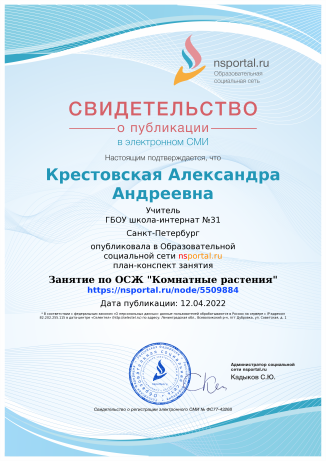 nsportal.ru
Образовательная
социальная сеть
СВИДЕТЕЛЬСТВО
о публикации
в электронном СМИ
Настоящим подтверждается, что
Крестовская Александра
Андреевна
Учитель
ГБОУ школа-интернат №31
Санкт-Петербург
опубликовала в Образовательной
социальной сети nsportal.ru
план-конспект занятия
Занятие по ОСЖ "Комнатные растения"
https://nsportal.ru/node/5509884
Дата публикации: 12.04.2022
Администратор социальной
сети nsportal.ru
Кадыков С.Ю.
Свидетельство о регистрации электронного СМИ № ФС77-43268